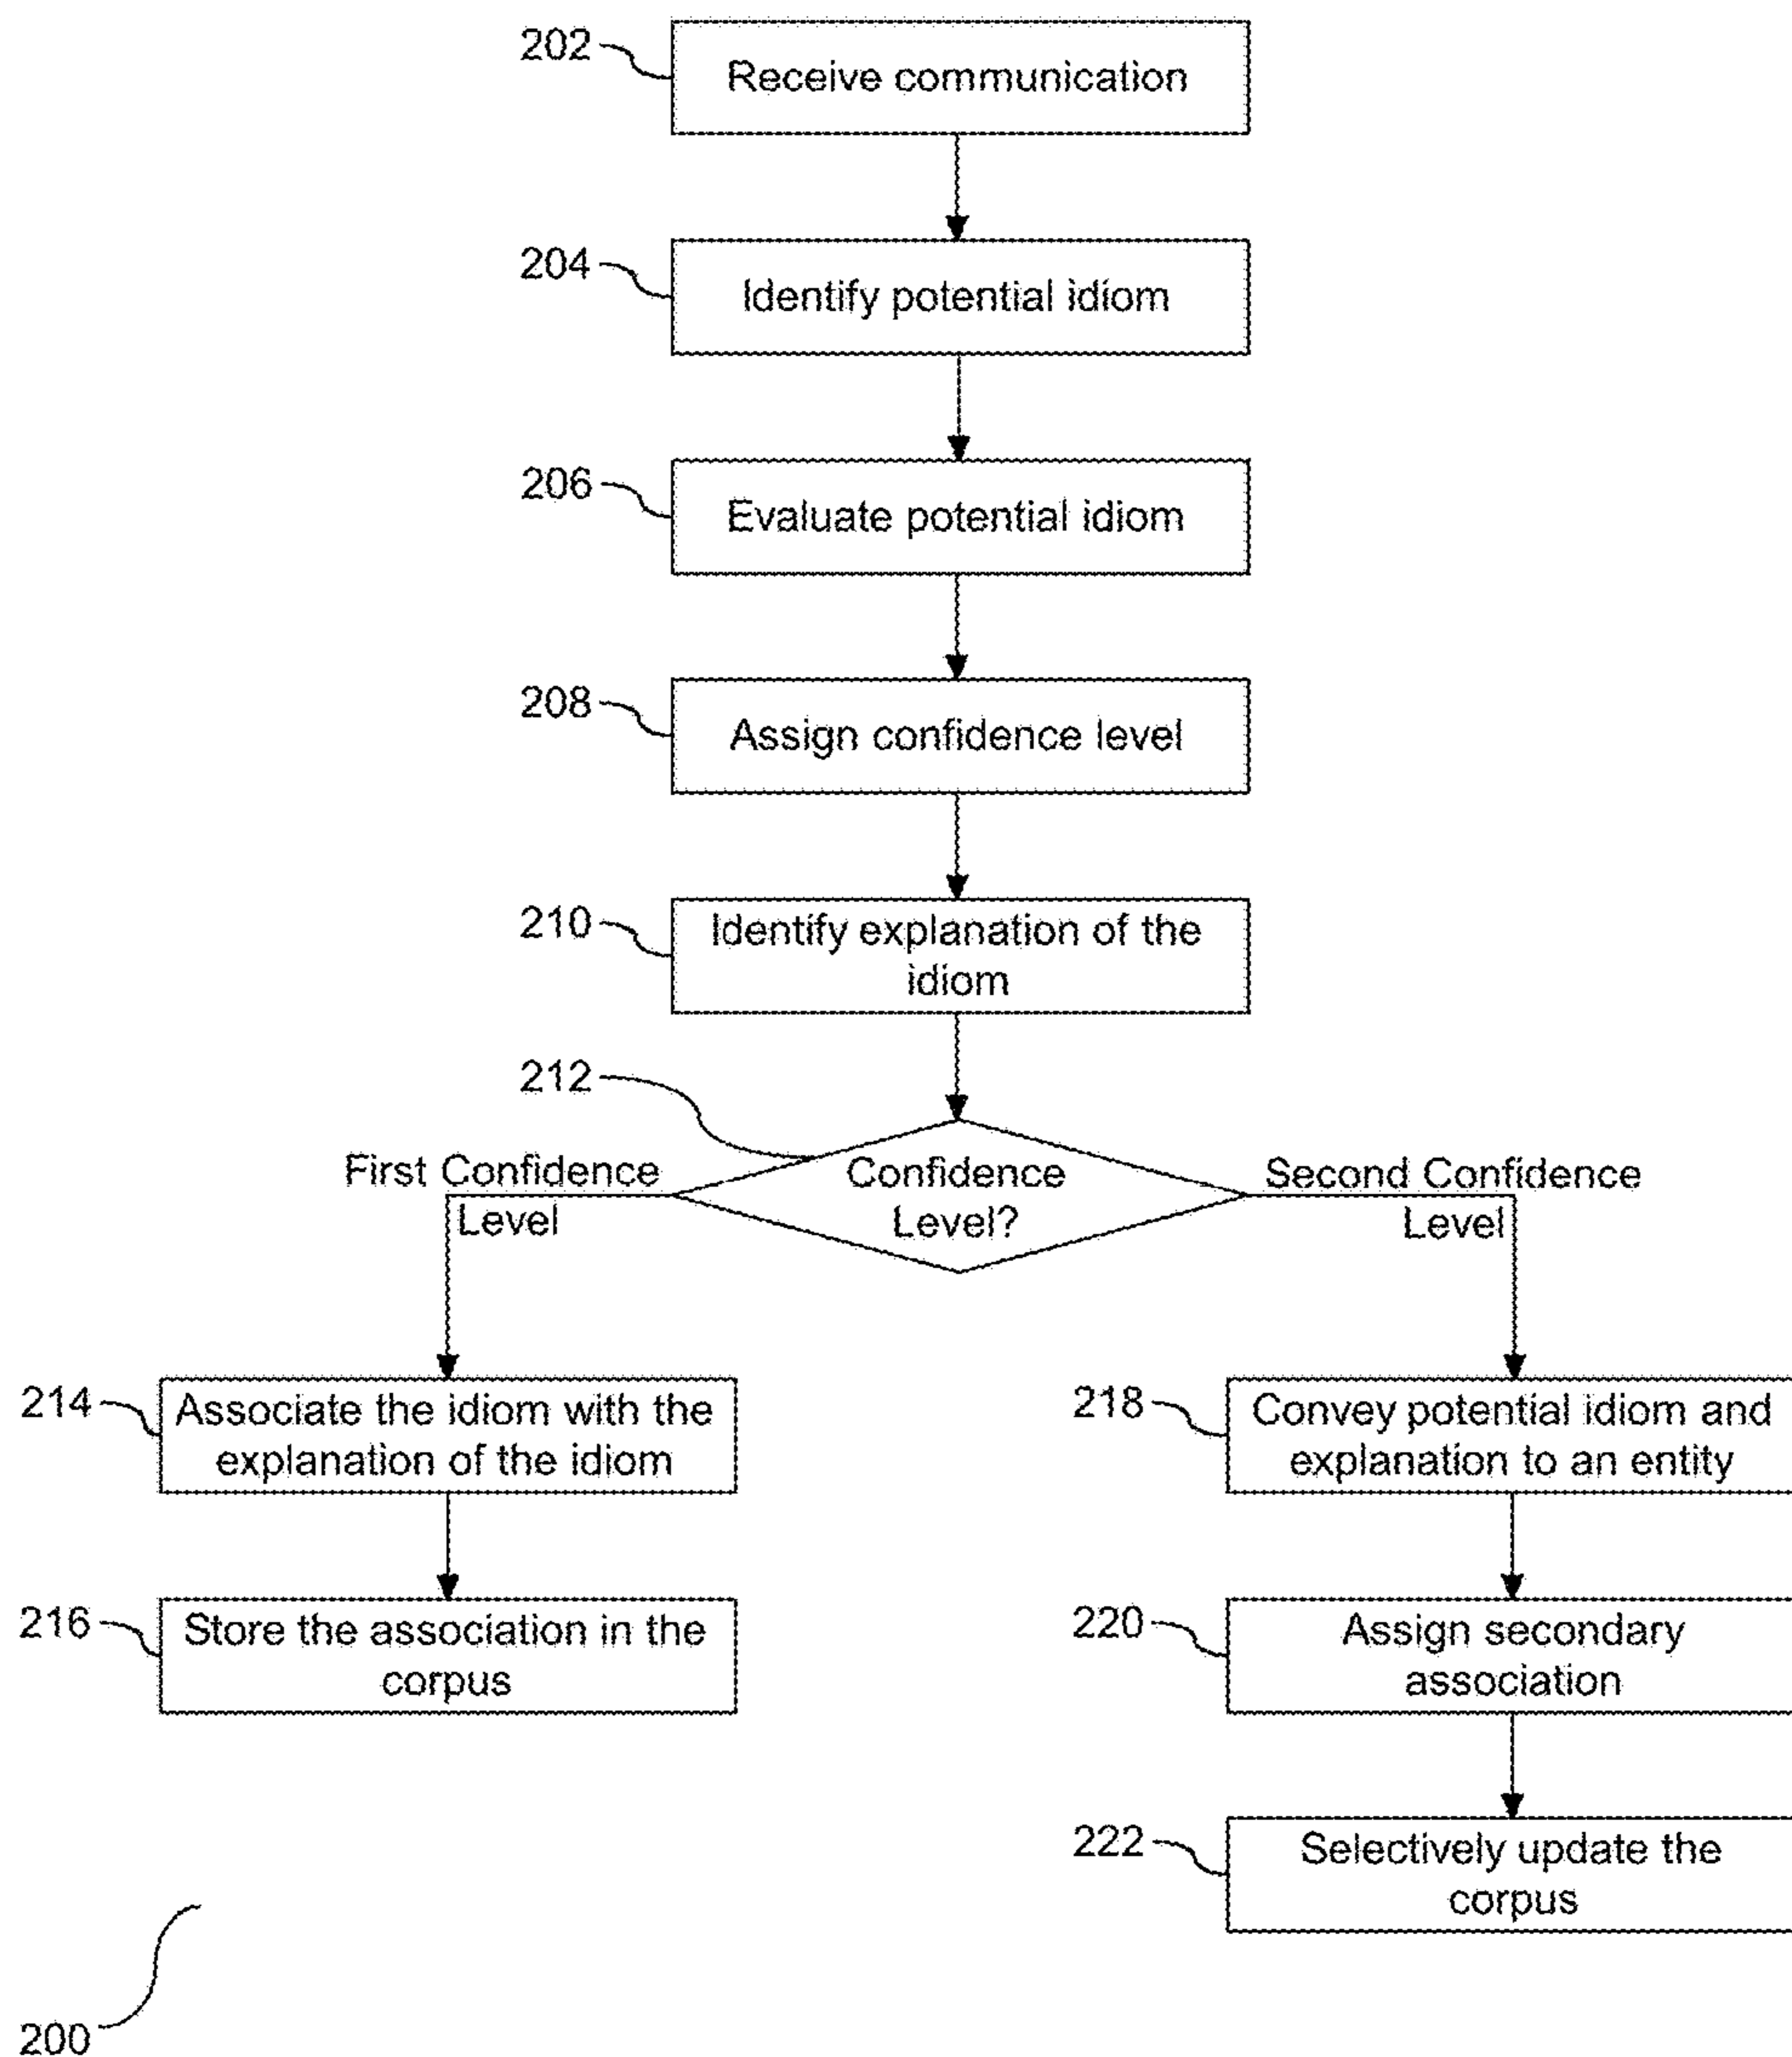 202
Receive communication
204
Identify potential idiom
206
Evaluate potential idiom
208
Assign confidence level
210
Identify explanation of the
idiom
212
Confidence
Level?
First Confidence
Level
Second Confidence
Level
214
Associate the idiom with the
explanation of the idiom
216
Store the association in the
corpus
218
Convey potential idiom and
explanation to an entity
220
Assign secondary
association
222
Selectively update the
corpus
200